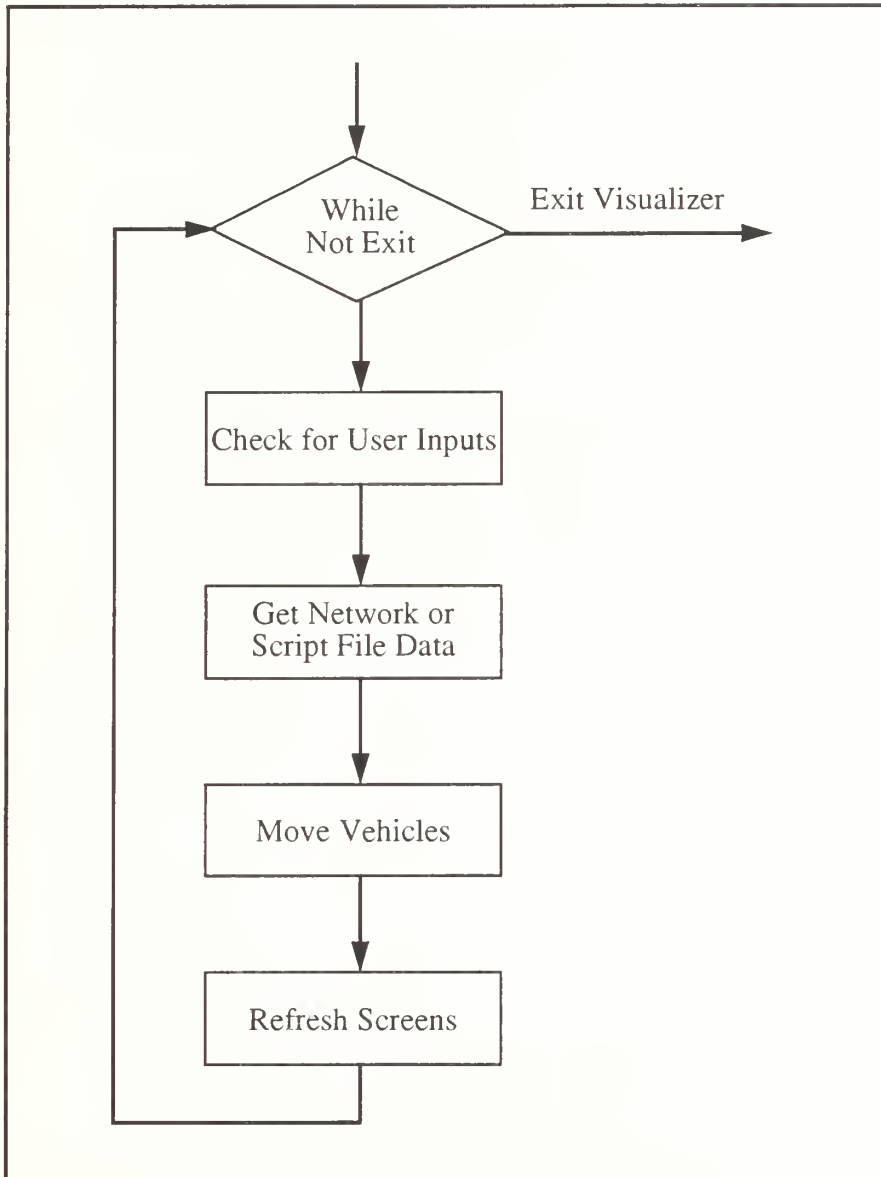 While
Not Exit
Exit Visualizer
Check for User Inputs
Get Network or
Script File Data
Move Vehicles
Refresh Screens